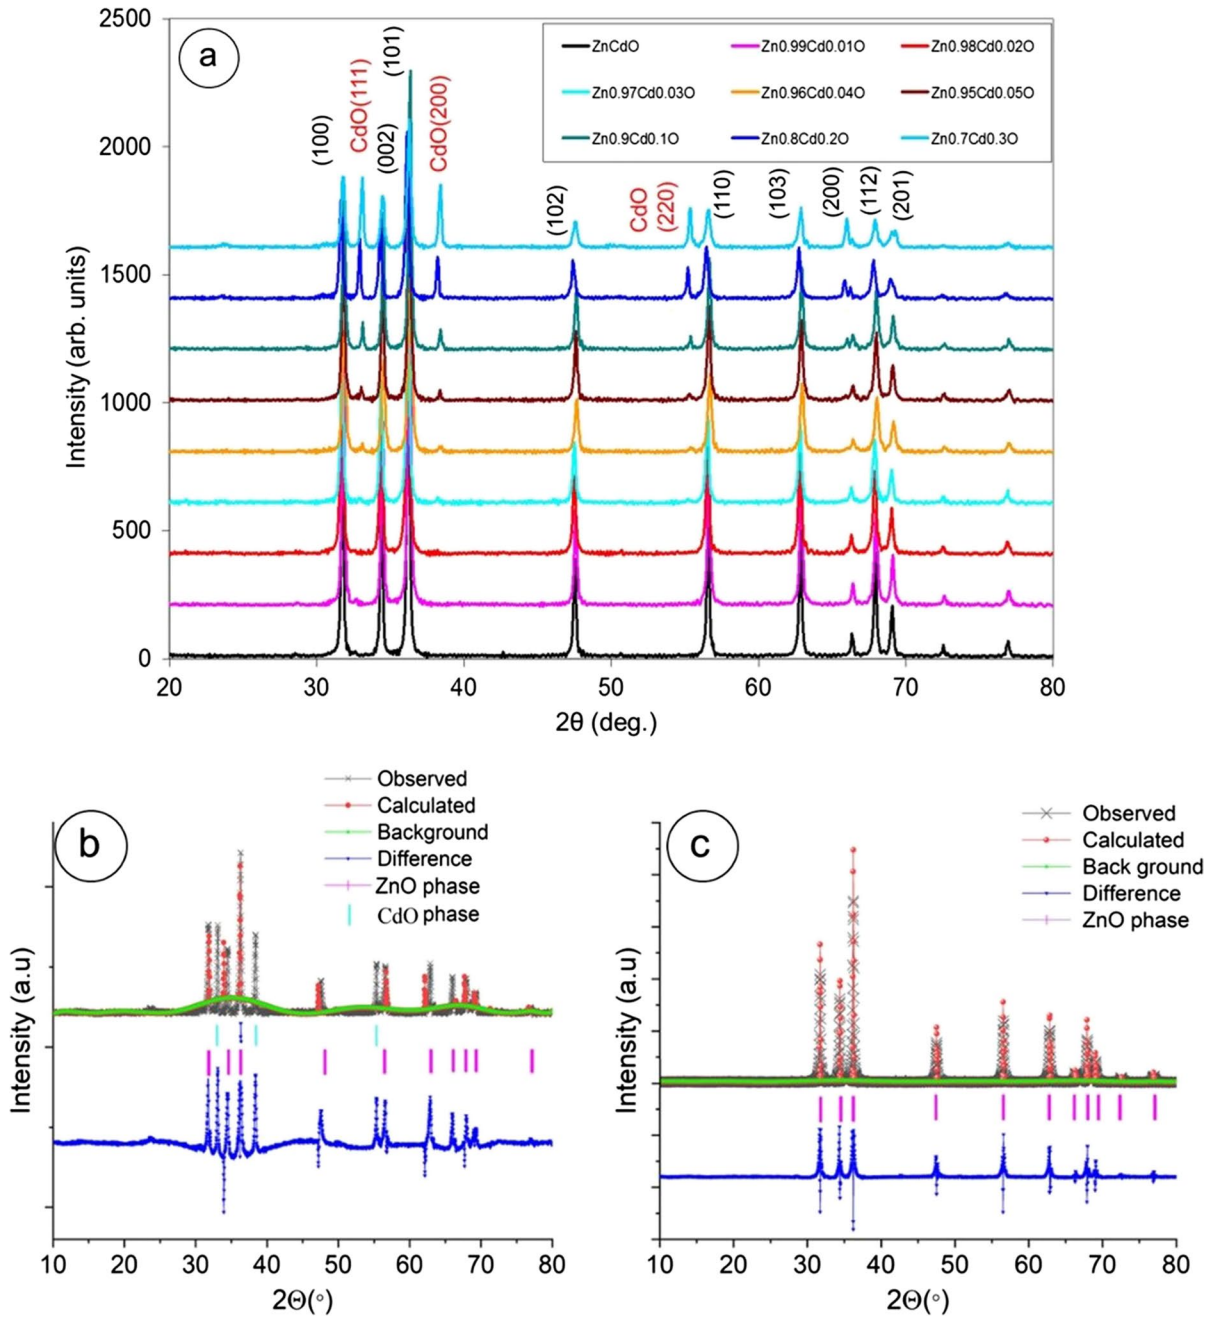 a
2500
2000
1500
1000
500
0
Intensity (arb. units)
(100)
CdO(111)
(002)
(101)
CdO(200)
(102)
CdO
(220)
(110)
(103)
(200)
(112)
(201)
ZnCdO Zn0.99Cd0.01O Zn0.98Cd0.02O
Zn0.97Cd0.03O Zn0.96Cd0.04O Zn0.95Cd0.05O
Zn0.9Cd0.1O Zn0.8Cd0.2O Zn0.7Cd0.3O
20 30 40 50 60 70 80
2θ (deg.)
b
Observed
Calculated
Background
Difference
ZnO phase
CdO phase
Intensity (a.u)
10 20 30 40 50 60 70 80
2Θ(°)
c
Observed
Calculated
Back ground
Difference
ZnO phase
Intensity (a.u)
10 20 30 40 50 60 70 80
2Θ(°)